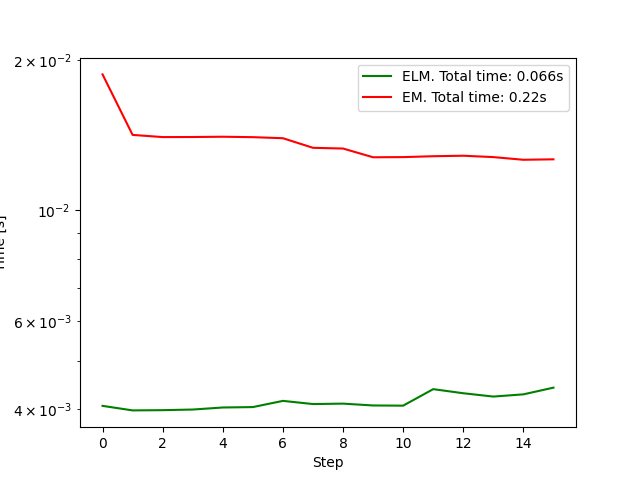 2 × 10⁻²
10⁻²
6 × 10⁻³
4 × 10⁻³
ELM. Total time: 0.066s
EM. Total time: 0.22s
0 2 4 6 8 10 12 14
Step